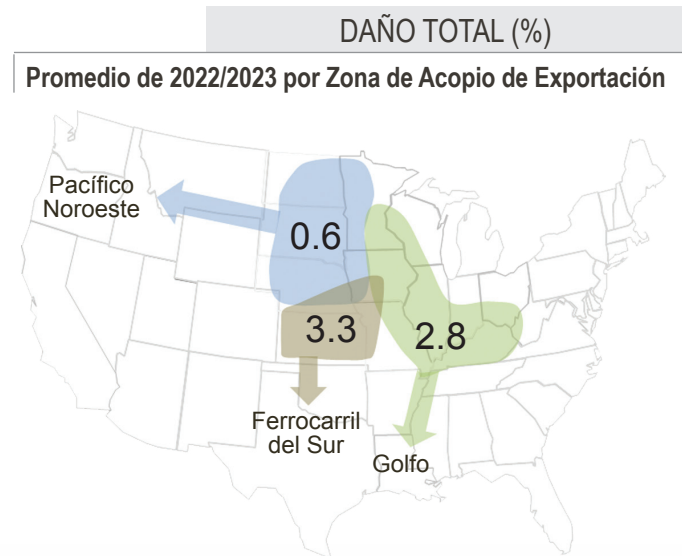 DAÑO TOTAL (%)
Promedio de 2022/2023 por Zona de Acopio de Exportación
Pacífico
Noroeste
0.6
3.3
2.8
Ferrocarril
del Sur
Golfo